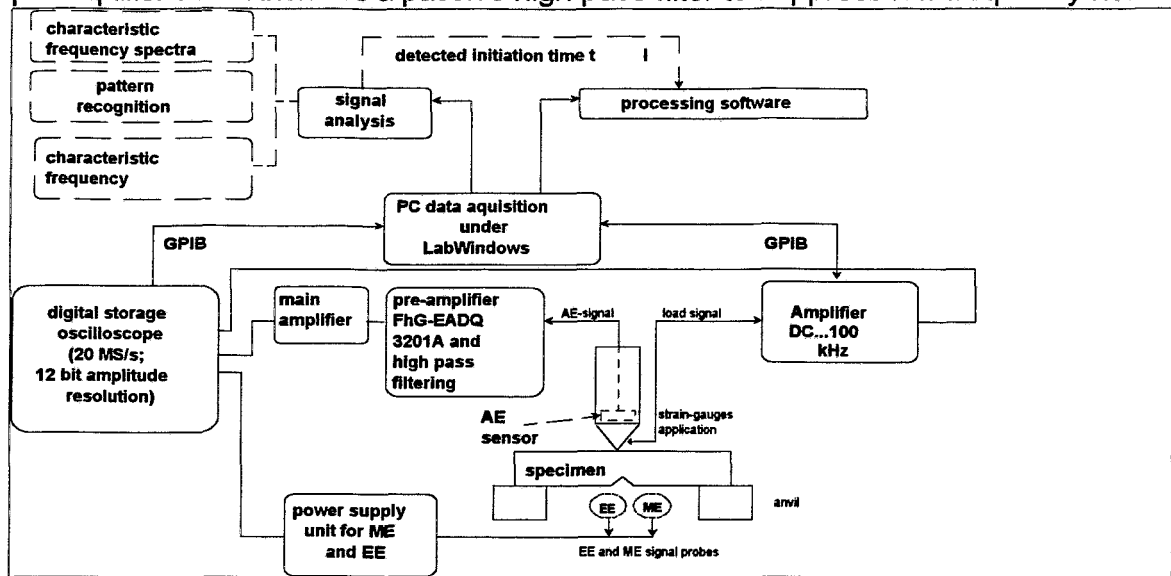 characteristic
frequency spectra
pattern
recognition
characteristic
frequency
detected initiation time t I
signal
analysis
processing software
PC data aquisition
under
LabWindows
GPIB
GPIB
digital storage
oscilloscope
(20 MS/s;
12 bit amplitude
resolution)
main
amplifier
pre-amplifier
FhG-EADQ
3201A and
high pass
filtering
AE-signal
load signal
Amplifier
DC...100
kHz
AE
sensor
strain-gauges
application
specimen
anvil
EE
ME
power supply
unit for ME
and EE
EE and ME signal probes